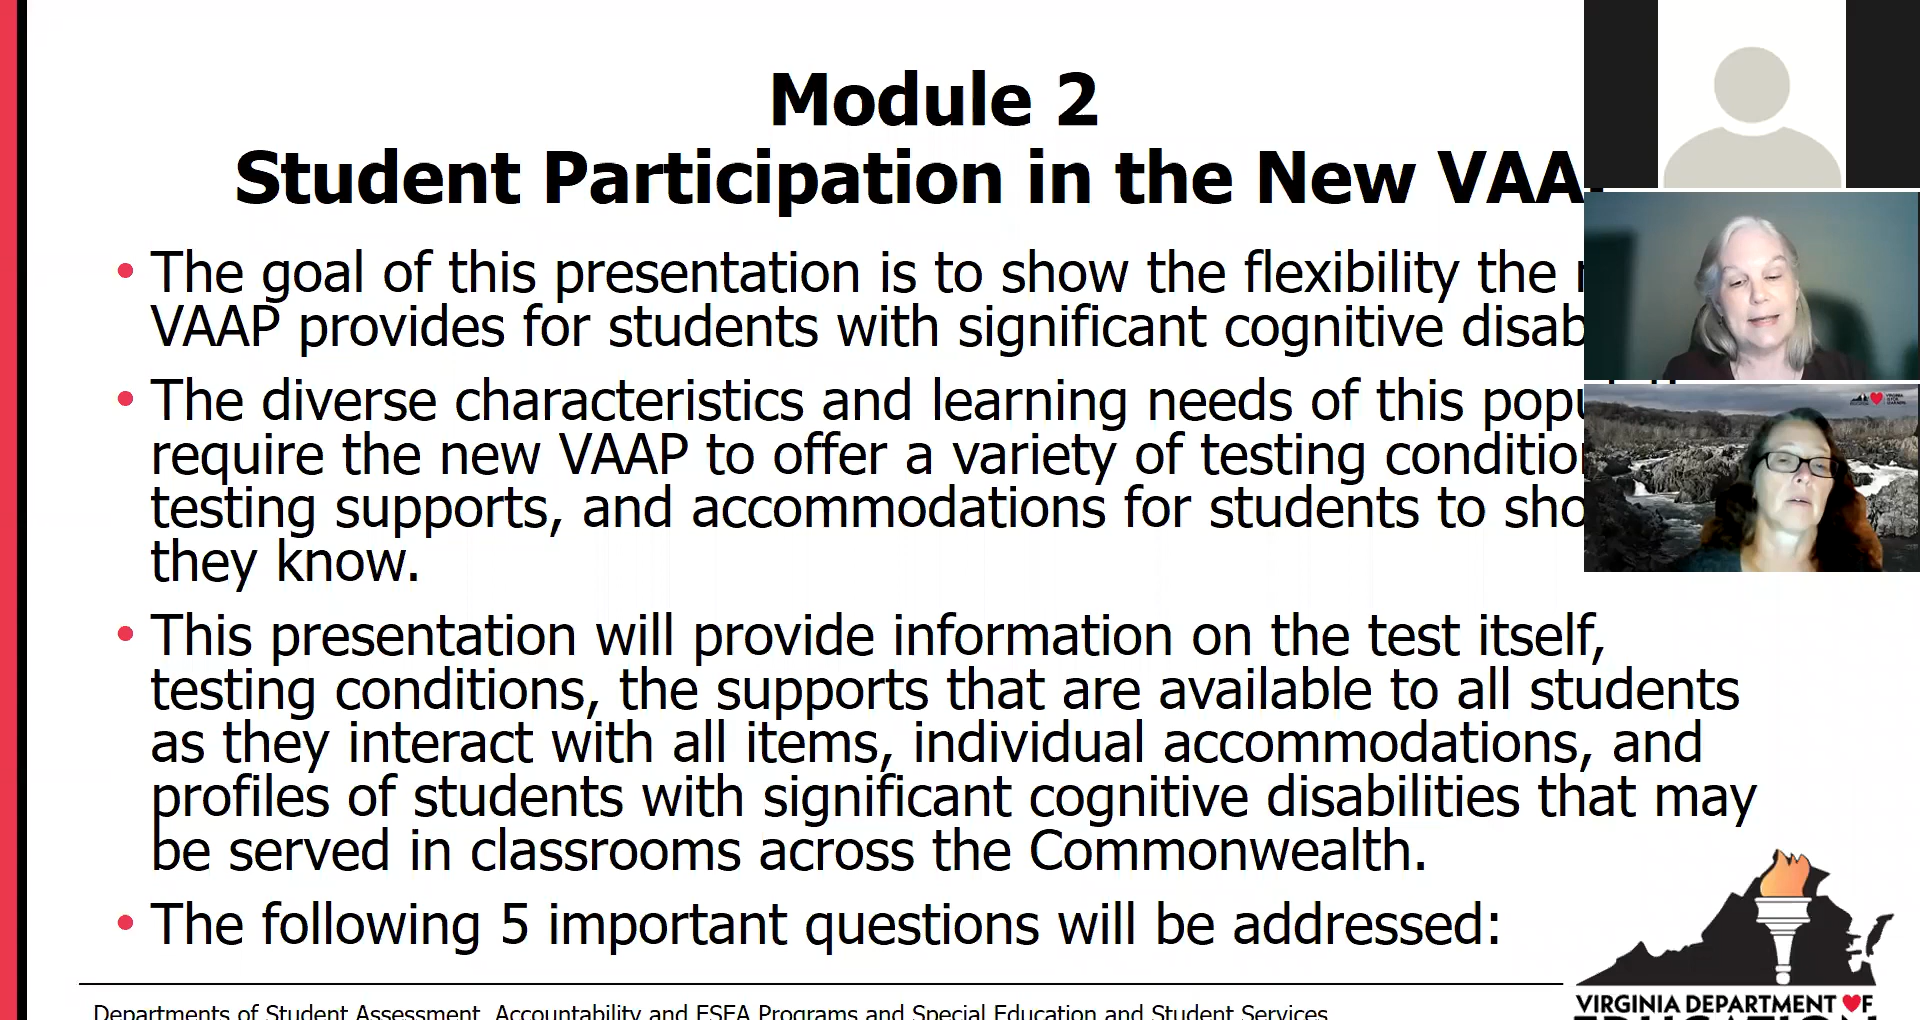 Module 2
Student Participation in the New VAAP
• The goal of this presentation is to show the flexibility the
VAAP provides for students with significant cognitive disab
• The diverse characteristics and learning needs of this popu
require the new VAAP to offer a variety of testing condition
testing supports, and accommodations for students to sho
they know.
• This presentation will provide information on the test itself,
testing conditions, the supports that are available to all students
as they interact with all items, individual accommodations, and
profiles of students with significant cognitive disabilities that may
be served in classrooms across the Commonwealth.
• The following 5 important questions will be addressed:
Departments of Student Assessment, Accountability and ESEA Programs and Special Education and Student Services
VIRGINIA DEPARTMENT OF
EDUCATION